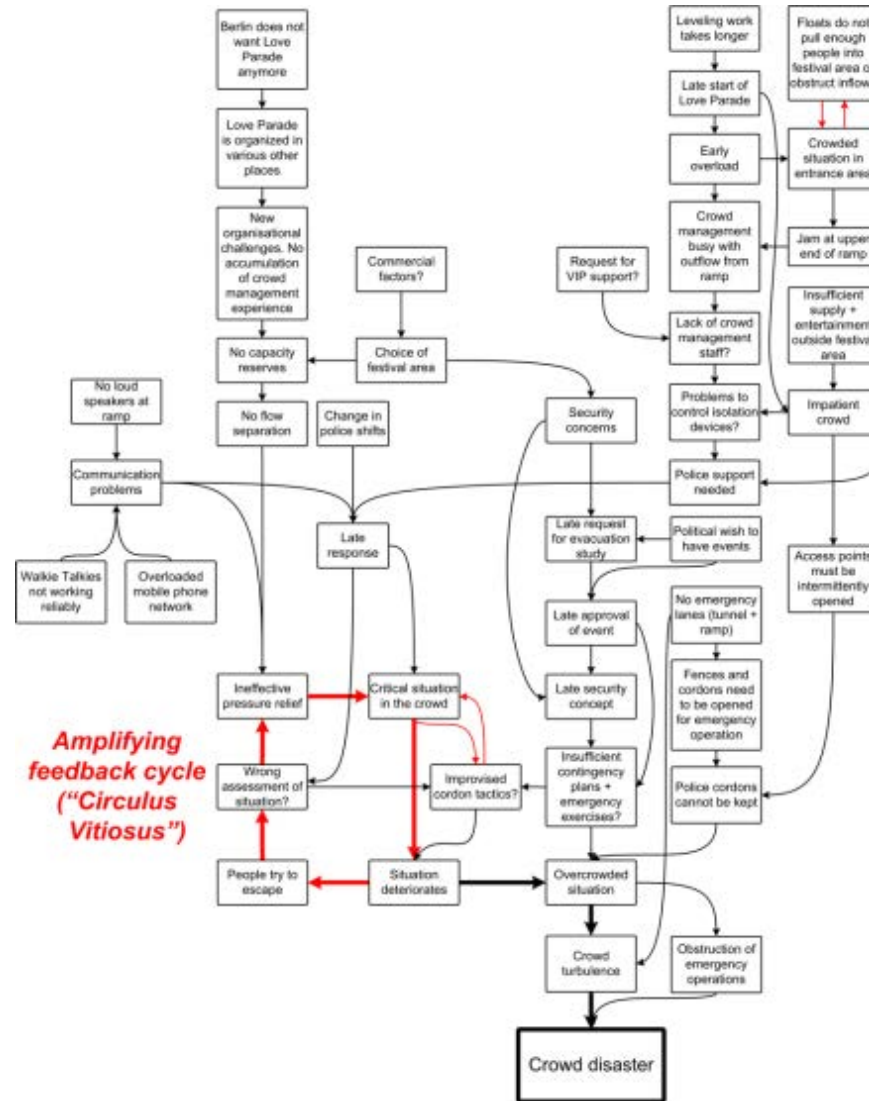 Berlin does not
want Love
Parade
anymore
Leveling work
takes longer
Floats do not
pull enough
people into
festival area o
obstruct inflow
Late start of
Love Parade
Love Parade
is organized in
various other
places
Early
overload
Crowded
situation in
entrance area
New
organisational
challenges. No
accumulation
of crowd
management
experience
Commercial
factors?
Request for
VIP support?
Crowd
management
busy with
outflow from
ramp
Jam at upper
end of ramp
Insufficient
supply +
entertainment
outside festival
area
No capacity
reserves
Choice of
festival area
Lack of crowd
management
staff?
No loud
speakers at
ramp
No flow
separation
Change in
police shifts
Security
concerns
Problems to
control isolation
devices?
Impatient
crowd
Communication
problems
Police support
needed
Late
response
Late request
for evacuation
study
Political wish to
have events
Walkie Talkies
not working
reliably
Overloaded
mobile phone
network
Access points
must be
intermittently
opened
Late approval
of event
No emergency
lanes (tunnel +
ramp)
Ineffective
pressure relief
Critical situation
in the crowd
Late security
concept
Fences and
cordons need
to be opened
for emergency
operation
Amplifying
feedback cycle
(“Circulus
Vitiosus”)
Wrong
assessment of
situation?
Improvised
cordon tactics?
Insufficient
contingency
plans +
emergency
exercises?
Police cordons
cannot be kept
People try to
escape
Situation
deteriorates
Overcrowded
situation
Crowd
turbulence
Obstruction of
emergency
operations
Crowd disaster